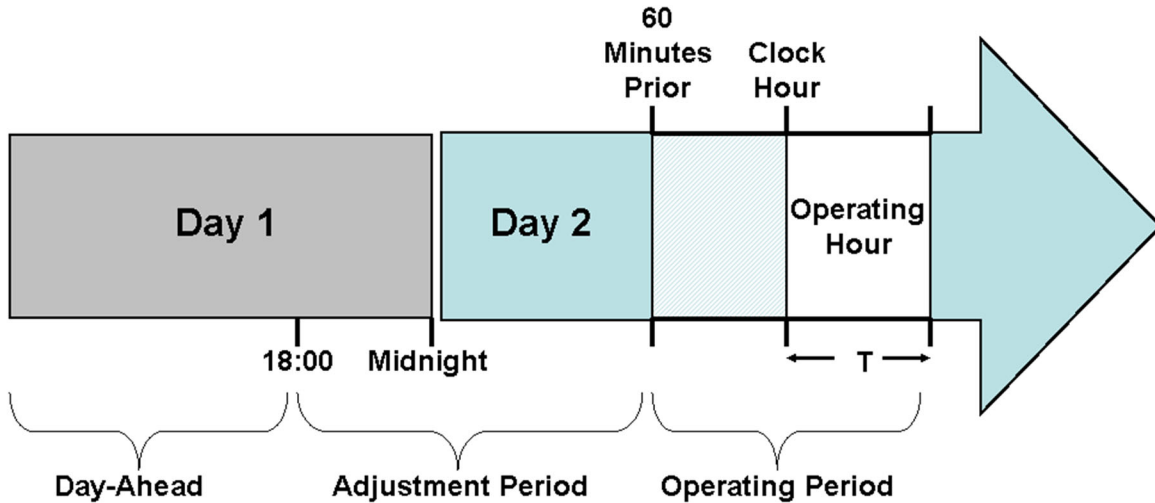 60
Minutes
Prior
Clock
Hour
Day 1
Day 2
Operating
Hour
18:00
Midnight
T
Day-Ahead
Adjustment Period
Operating Period